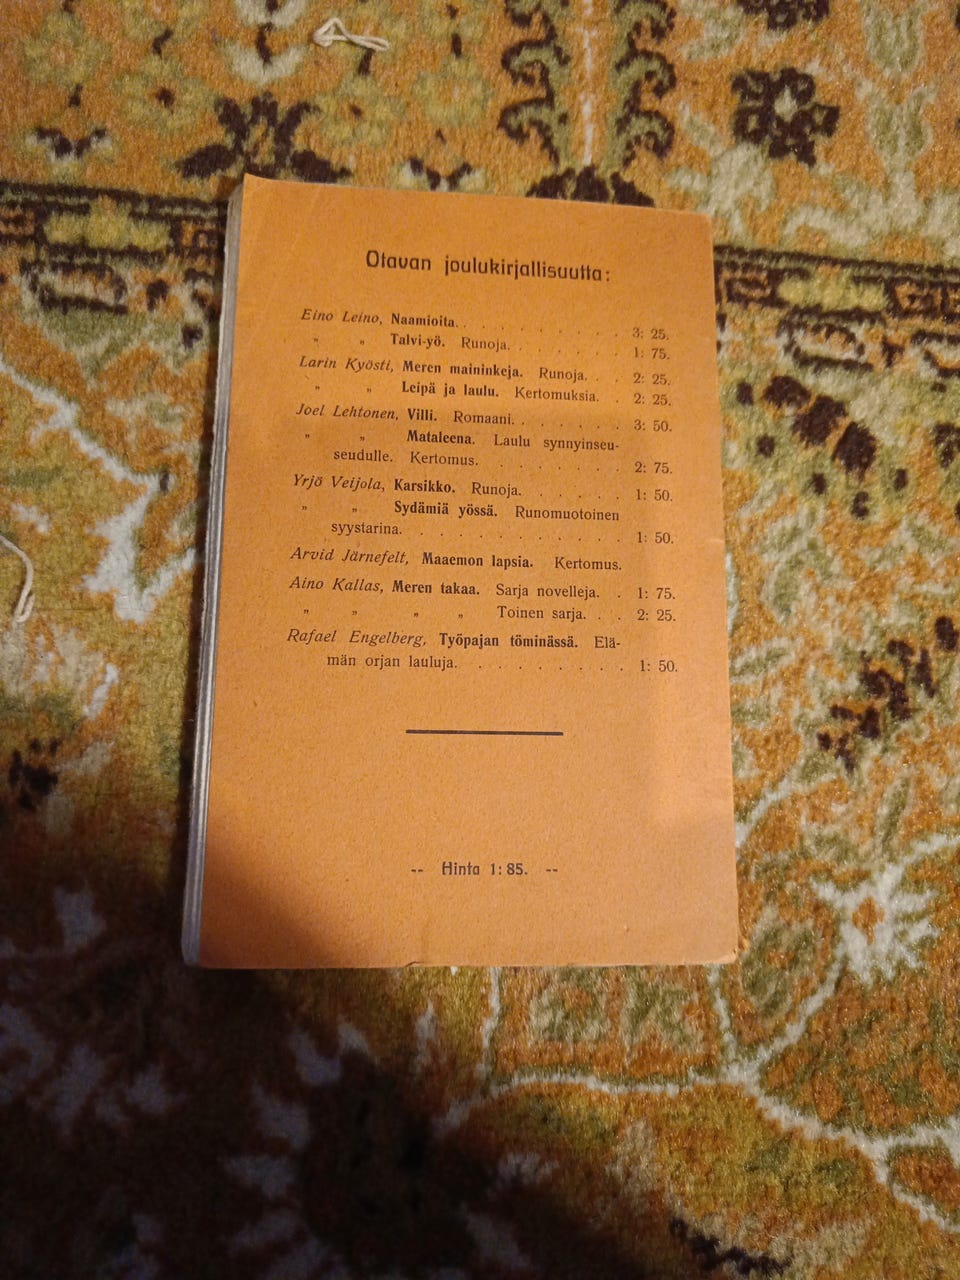 Otavan joulukirjallisuutta:
Eino Leino, Naamioita. . . . . . . . . . 3: 25.
„ „ Talvi-yö. Runoja. . . . . . . 1: 75.
Larin Kyösti, Meren maininkeja. Runoja. . . 2: 25.
„ „ Leipä ja laulu. Kertomuksia. . 2: 25.
Joel Lehtonen, Villi. Romaani. . . . . . . 3: 50.
„ „ Mataleena. Laulu synnyinseu-
seudulle. Kertomus. . . . . . . . 2: 75.
Yrjö Veijola, Karsikko. Runoja. . . . . . 1: 50.
„ „ Sydämiä yössä. Runomuotoinen
syystarina. . . . . . . . . . . . 1: 50.
Arvid Järnefelt, Maaemon lapsia. Kertomus.
Aino Kallas, Meren takaa. Sarja novelleja. . 1: 75.
„ „ „ „ Toinen sarja. . . 2: 25.
Rafael Engelberg, Työpajan töminässä. Elä-
män orjan lauluja. . . . . . . . . 1: 50.
-- Hinta 1: 85. --